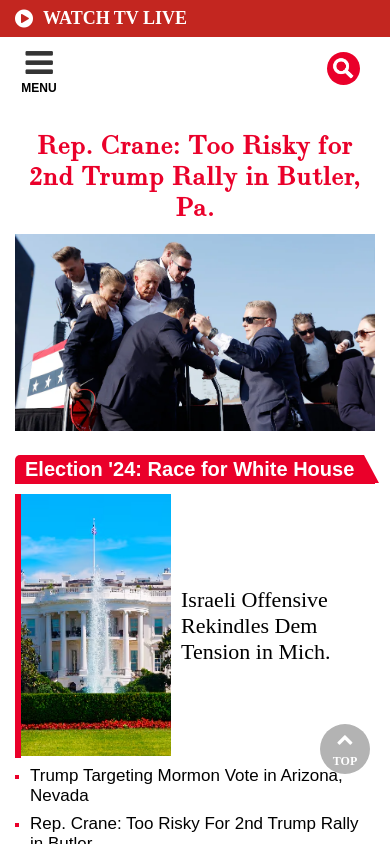 WATCH TV LIVE
MENU
Rep. Crane: Too Risky for
2nd Trump Rally in Butler,
Pa.
Election '24: Race for White House
Israeli Offensive
Rekindles Dem
Tension in Mich.
TOP
Trump Targeting Mormon Vote in Arizona,
Nevada
Rep. Crane: Too Risky For 2nd Trump Rally
in Butler